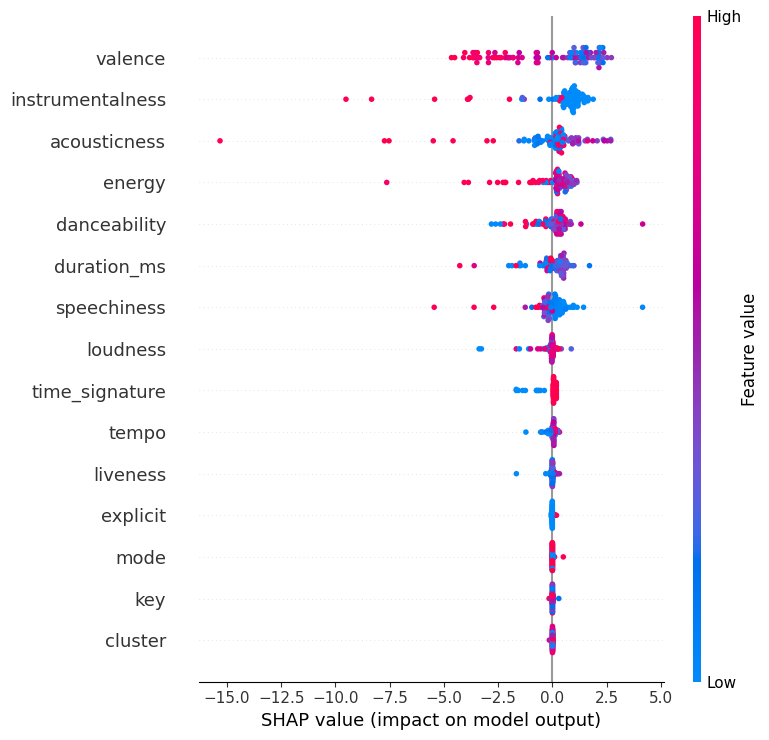 High
valence
instrumentalness
acousticness
energy
danceability
duration_ms
speechiness
loudness
time_signature
tempo
liveness
explicit
mode
key
cluster
Feature value
Low
−15.0 −12.5 −10.0 −7.5 −5.0 −2.5 0.0 2.5 5.0
SHAP value (impact on model output)